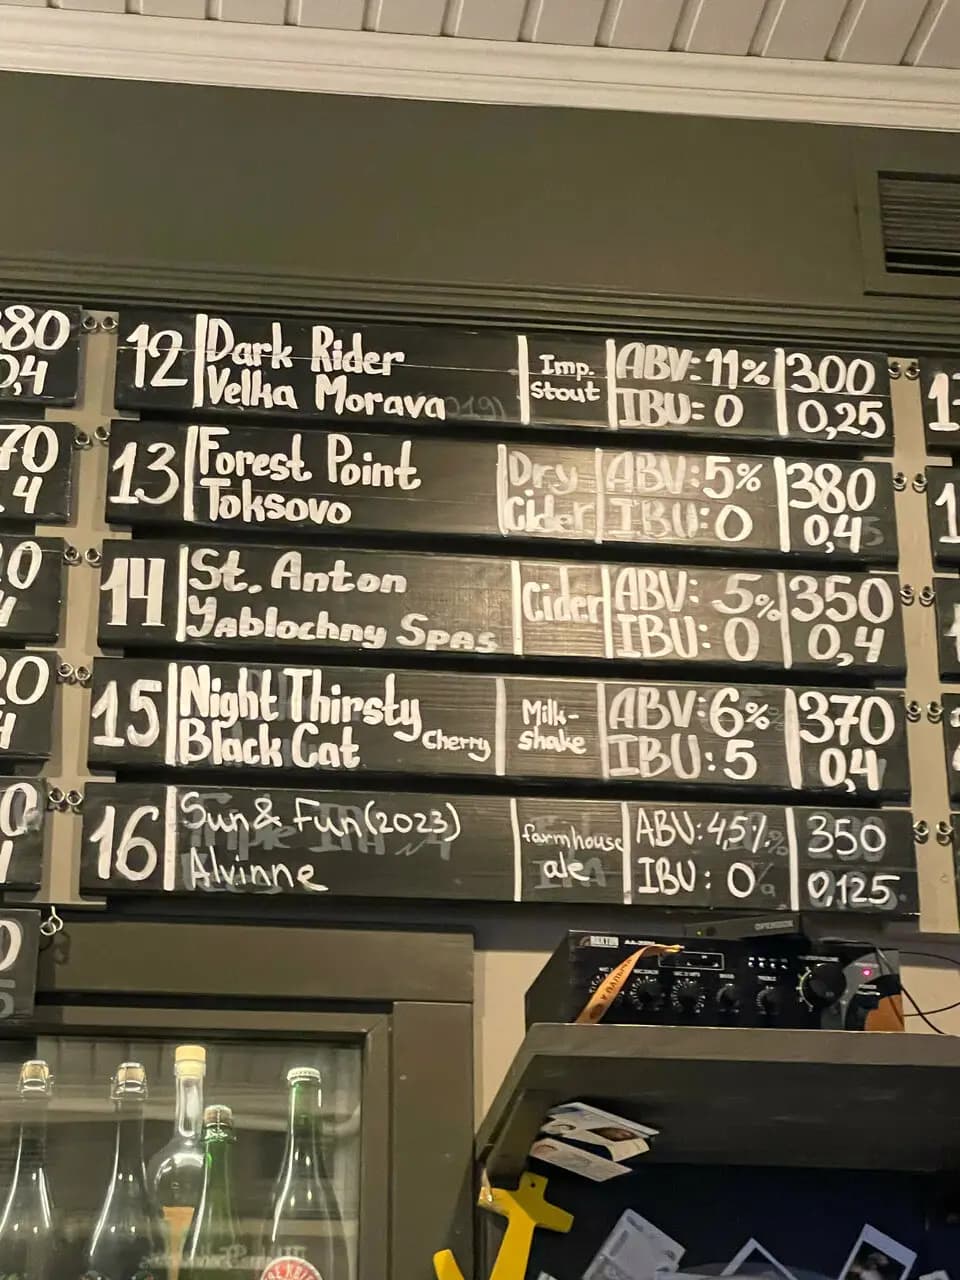 12
Dark Rider
Velka Morava
Imp.
Stout
ABV: 11%
IBU: 0
300
0,25
13
Forest Point
Toksovo
Dry
Cider
ABV: 5%
IBU: 0
380
0,4
14
St. Anton
Yablochny Spas
Cider
ABV: 5%
IBU: 0
350
0,4
15
Night Thirsty
Black Cat Cherry
Milk-
Shake
ABV: 6%
IBU: 5
370
0,4
16
Sun & Fun (2023)
Alvinne
farmhouse
ale
ABV: 4,5%
IBU: 0
350
0,125